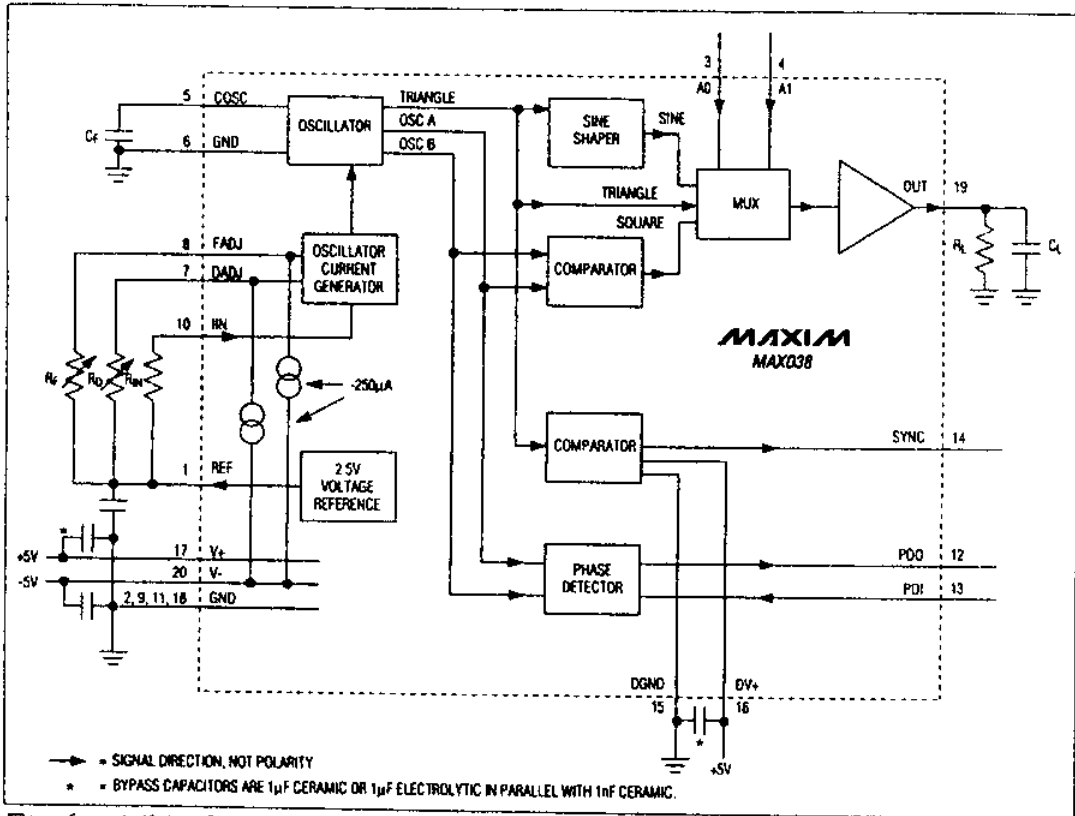 3
4
A0
A1
5
COSC
TRIANGLE
OSCILLATOR
OSC A
SINE
SHAPER
SINE
CF
6
GND
OSC B
TRIANGLE
MUX
OUT
19
SQUARE
8
FADJ
OSCILLATOR
CURRENT
GENERATOR
COMPARATOR
RL
CL
7
DADJ
10
IIN
MAXIM
MAX038
RF
RD
RIN
-250µA
COMPARATOR
SYNC
14
1
REF
2 5V
VOLTAGE
REFERENCE
*
+5V
17
V+
PHASE
DETECTOR
PDO
12
-5V
20
V-
PDI
13
2, 9, 11, 18
GND
DGND
DV+
15
16
*
+5V
= SIGNAL DIRECTION, NOT POLARITY
* = BYPASS CAPACITORS ARE 1µF CERAMIC OR 1µF ELECTROLYTIC IN PARALLEL WITH 1nF CERAMIC.